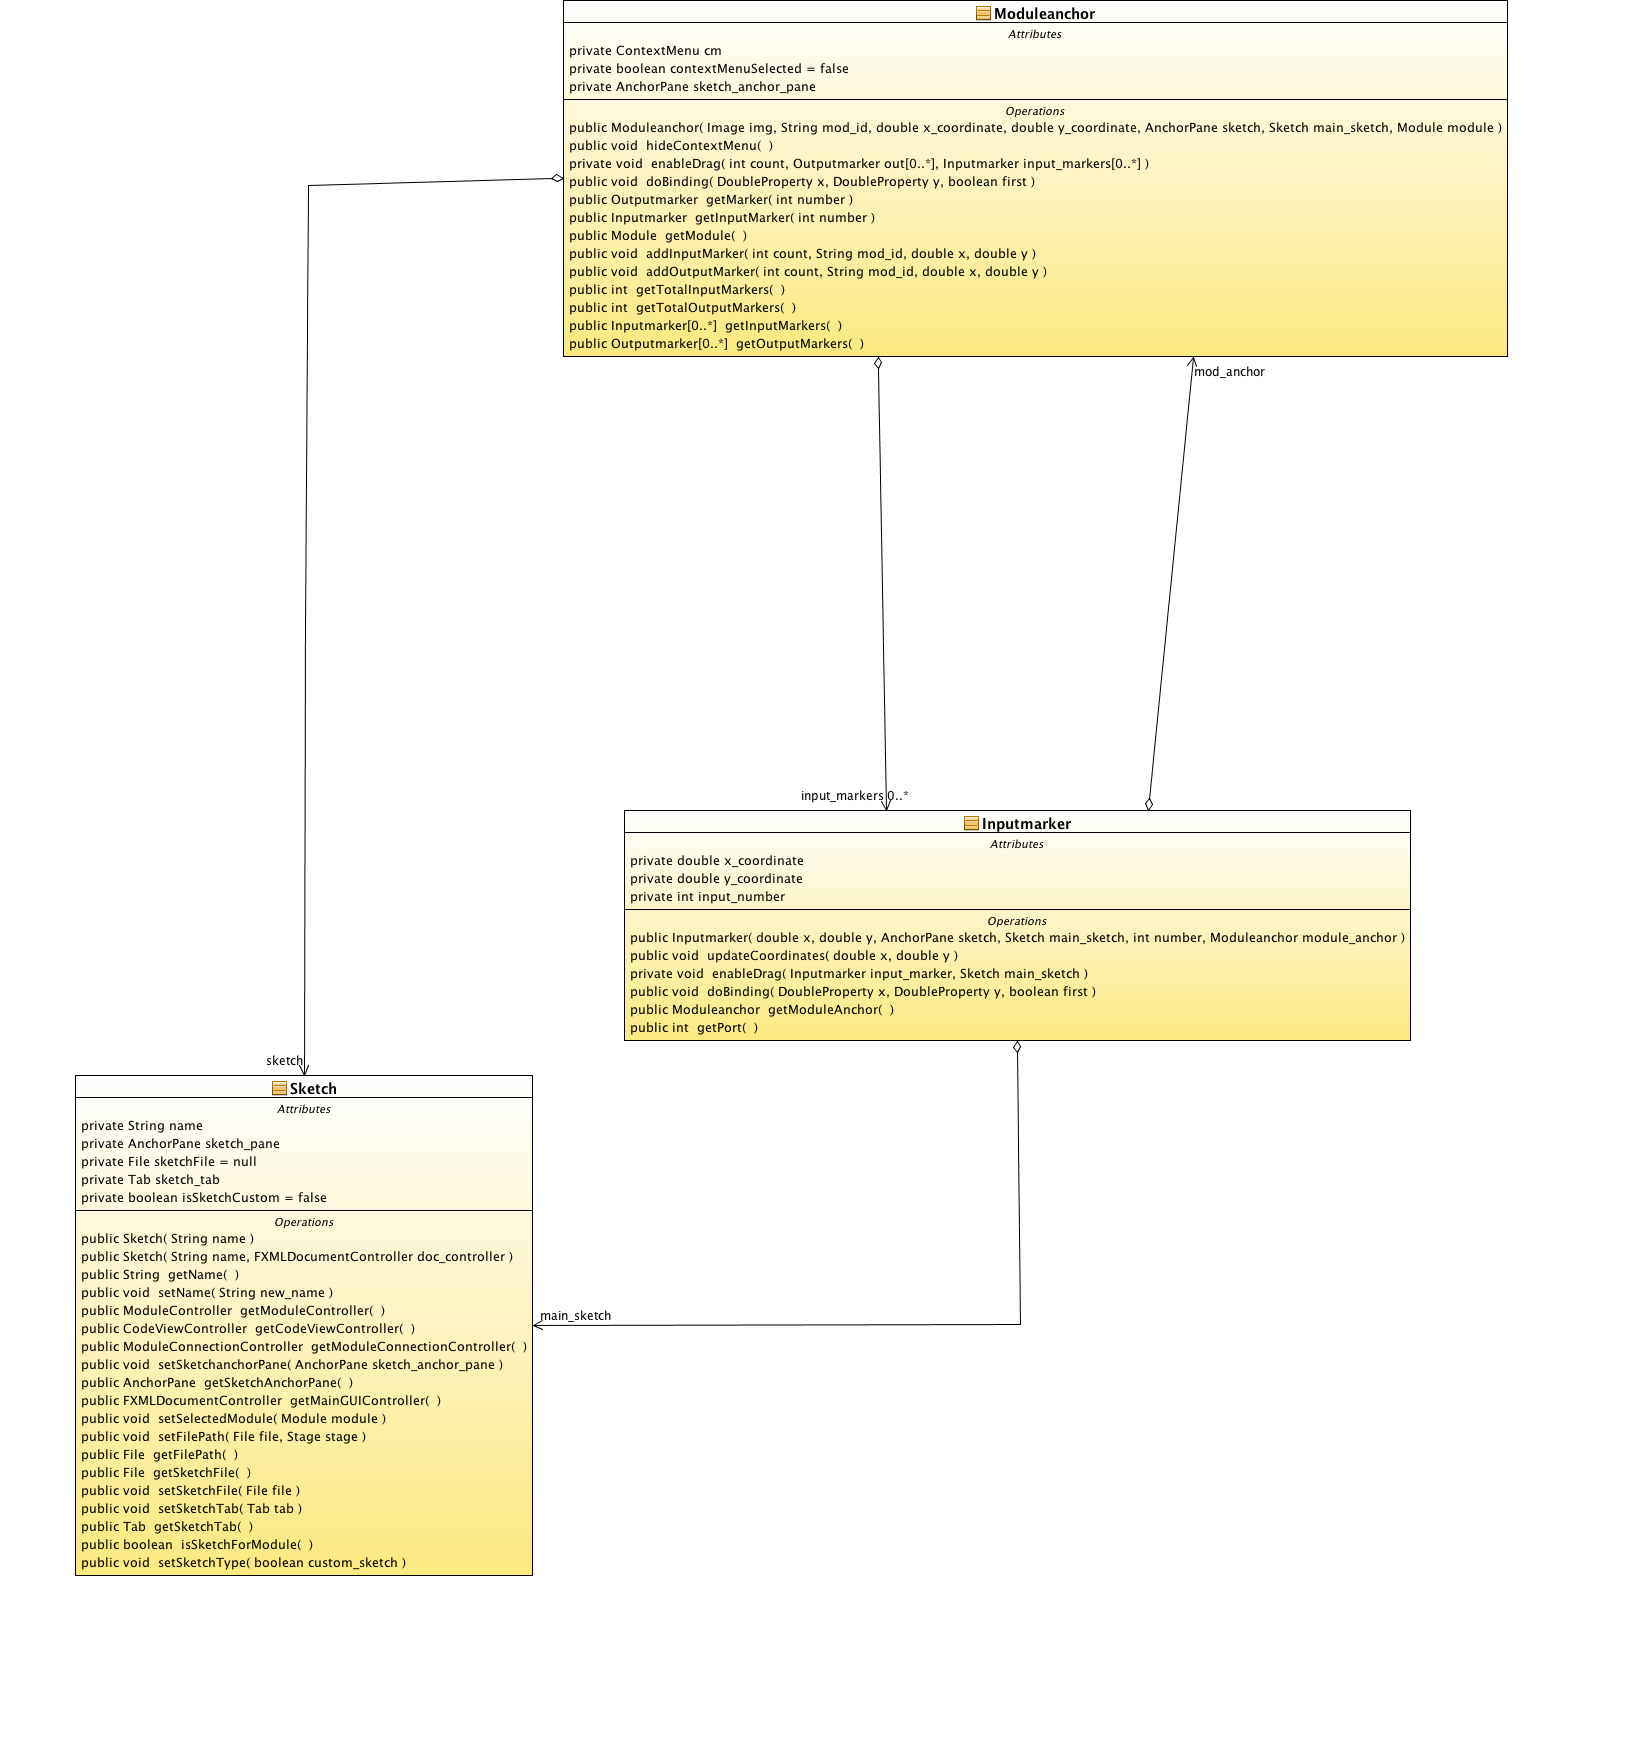 Moduleanchor
Attributes
private ContextMenu cm
private boolean contextMenuSelected = false
private AnchorPane sketch_anchor_pane
Operations
public Moduleanchor( Image img, String mod_id, double x_coordinate, double y_coordinate, AnchorPane sketch, Sketch main_sketch, Module module )
public void  hideContextMenu(  )
private void  enableDrag( int count, Outputmarker out[0..*], Inputmarker input_markers[0..*] )
public void  doBinding( DoubleProperty x, DoubleProperty y, boolean first )
public Outputmarker  getMarker( int number )
public Inputmarker  getInputMarker( int number )
public Module  getModule(  )
public void  addInputMarker( int count, String mod_id, double x, double y )
public void  addOutputMarker( int count, String mod_id, double x, double y )
public int  getTotalInputMarkers(  )
public int  getTotalOutputMarkers(  )
public Inputmarker[0..*]  getInputMarkers(  )
public Outputmarker[0..*]  getOutputMarkers(  )
mod_anchor
input_markers 0..*
Inputmarker
Attributes
private double x_coordinate
private double y_coordinate
private int input_number
Operations
public Inputmarker( double x, double y, AnchorPane sketch, Sketch main_sketch, int number, Moduleanchor module_anchor )
public void  updateCoordinates( double x, double y )
private void  enableDrag( Inputmarker input_marker, Sketch main_sketch )
public void  doBinding( DoubleProperty x, DoubleProperty y, boolean first )
public Moduleanchor  getModuleAnchor(  )
public int  getPort(  )
sketch
Sketch
Attributes
private String name
private AnchorPane sketch_pane
private File sketchFile = null
private Tab sketch_tab
private boolean isSketchCustom = false
Operations
public Sketch( String name )
public Sketch( String name, FXMLDocumentController doc_controller )
public String  getName(  )
public void  setName( String new_name )
public ModuleController  getModuleController(  )
public CodeViewController  getCodeViewController(  )
public ModuleConnectionController  getModuleConnectionController(  )
public void  setSketchanchorPane( AnchorPane sketch_anchor_pane )
public AnchorPane  getSketchAnchorPane(  )
public FXMLDocumentController  getMainGUIController(  )
public void  setSelectedModule( Module module )
public void  setFilePath( File file, Stage stage )
public File  getFilePath(  )
public File  getSketchFile(  )
public void  setSketchFile( File file )
public void  setSketchTab( Tab tab )
public Tab  getSketchTab(  )
public boolean  isSketchForModule(  )
public void  setSketchType( boolean custom_sketch )
main_sketch